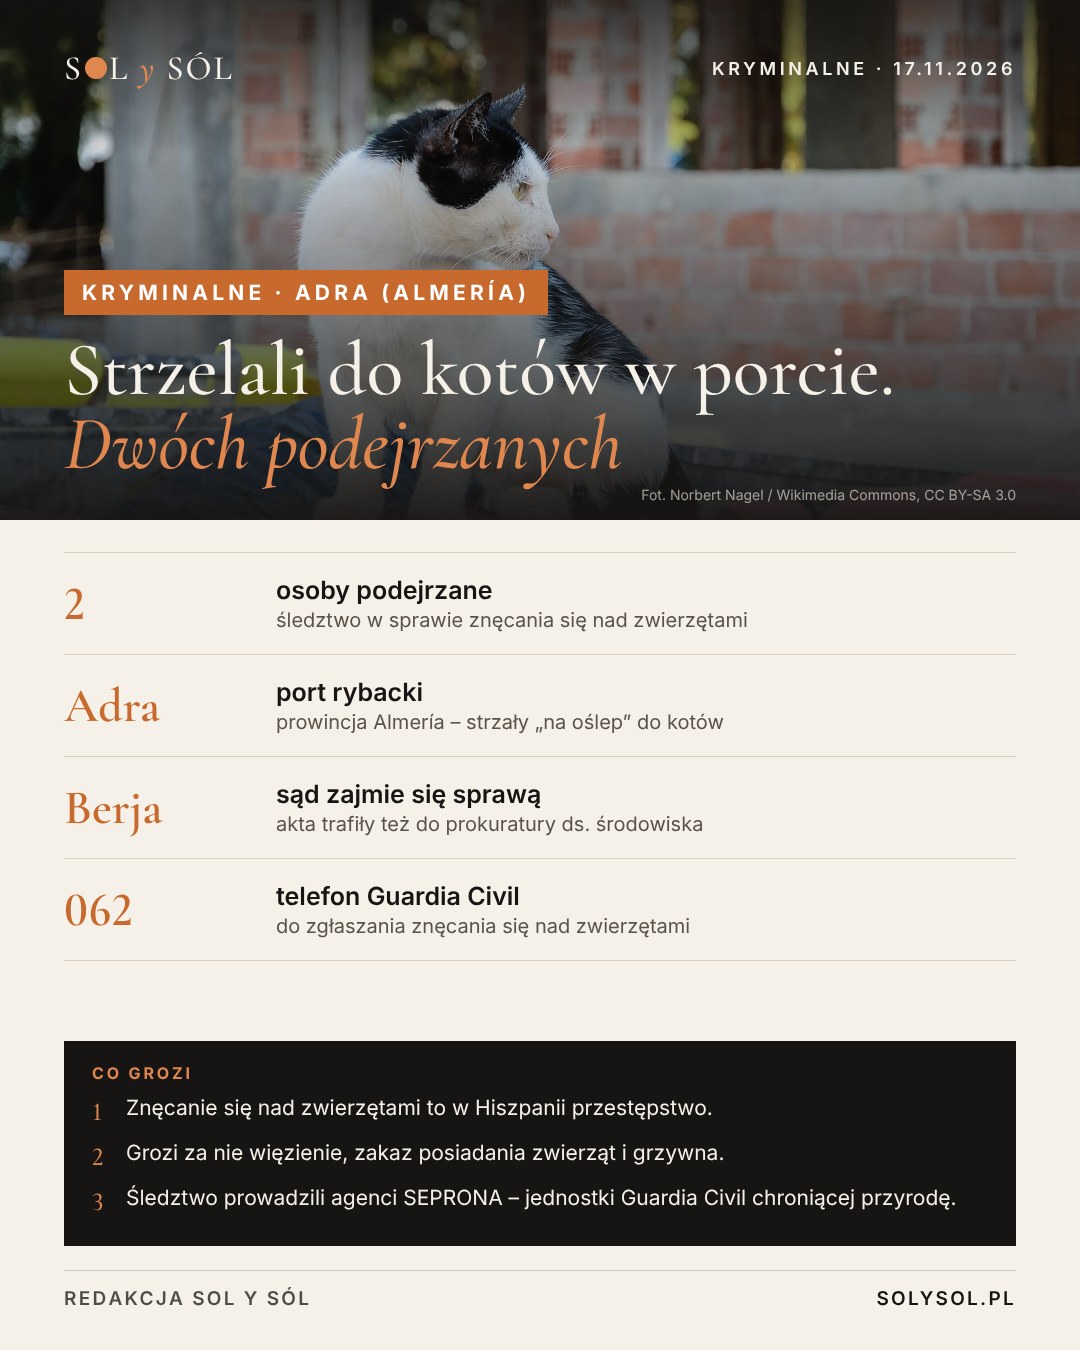 SOL y SÓL
KRYMINALNE · 17.11.2026
KRYMINALNE · ADRA (ALMERÍA)
Strzelali do kotów w porcie.
Dwóch podejrzanych
Fot. Norbert Nagel / Wikimedia Commons, CC BY-SA 3.0
2
osoby podejrzane
śledztwo w sprawie znęcania się nad zwierzętami
Adra
port rybacki
prowincja Almería – strzały „na oślep” do kotów
Berja
sąd zajmie się sprawą
akta trafiły też do prokuratury ds. środowiska
062
telefon Guardia Civil
do zgłaszania znęcania się nad zwierzętami
CO GROZI
1 Znęcanie się nad zwierzętami to w Hiszpanii przestępstwo.
2 Grozi za nie więzienie, zakaz posiadania zwierząt i grzywna.
3 Śledztwo prowadzili agenci SEPRONA – jednostki Guardia Civil chroniącej przyrodę.
REDAKCJA SOL Y SÓL
SOLYSOL.PL